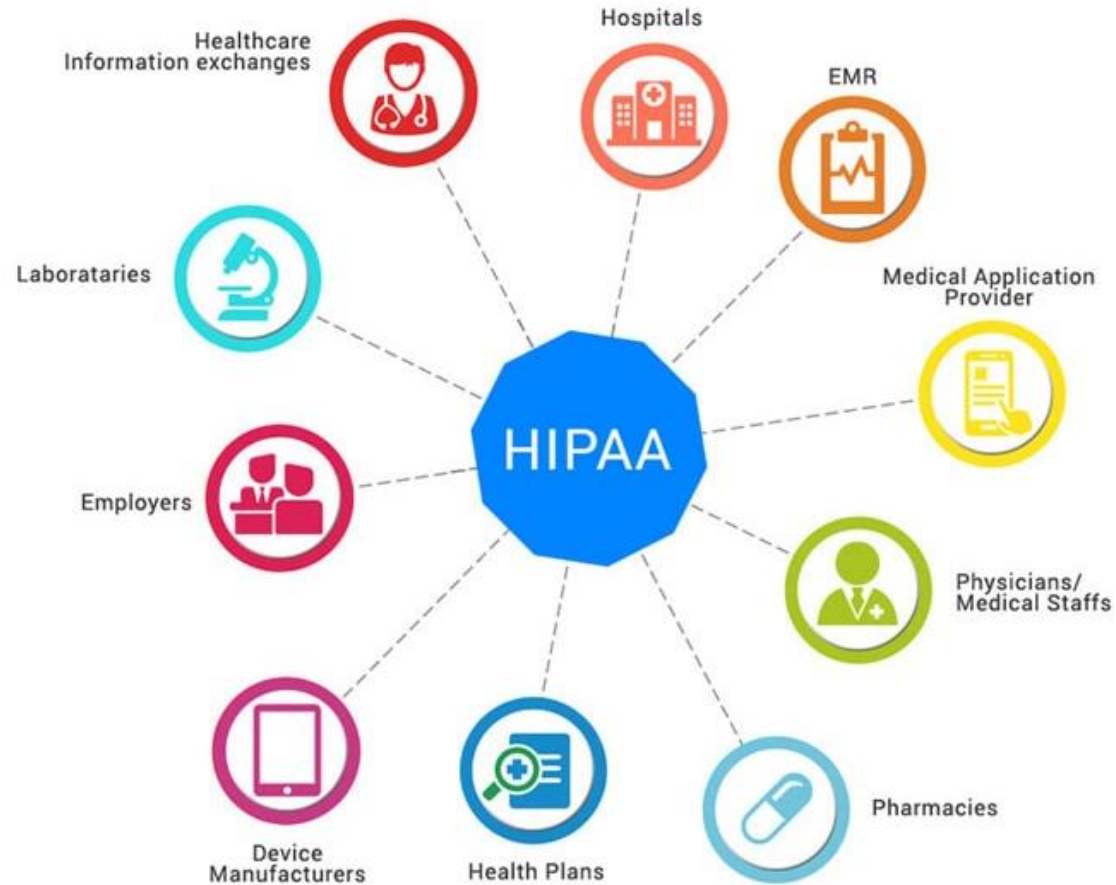 Hospitals
Healthcare
Information exchanges
EMR
Laborataries
Medical Application
Provider
HIPAA
Employers
Physicians/
Medical Staffs
Pharmacies
Device
Manufacturers
Health Plans